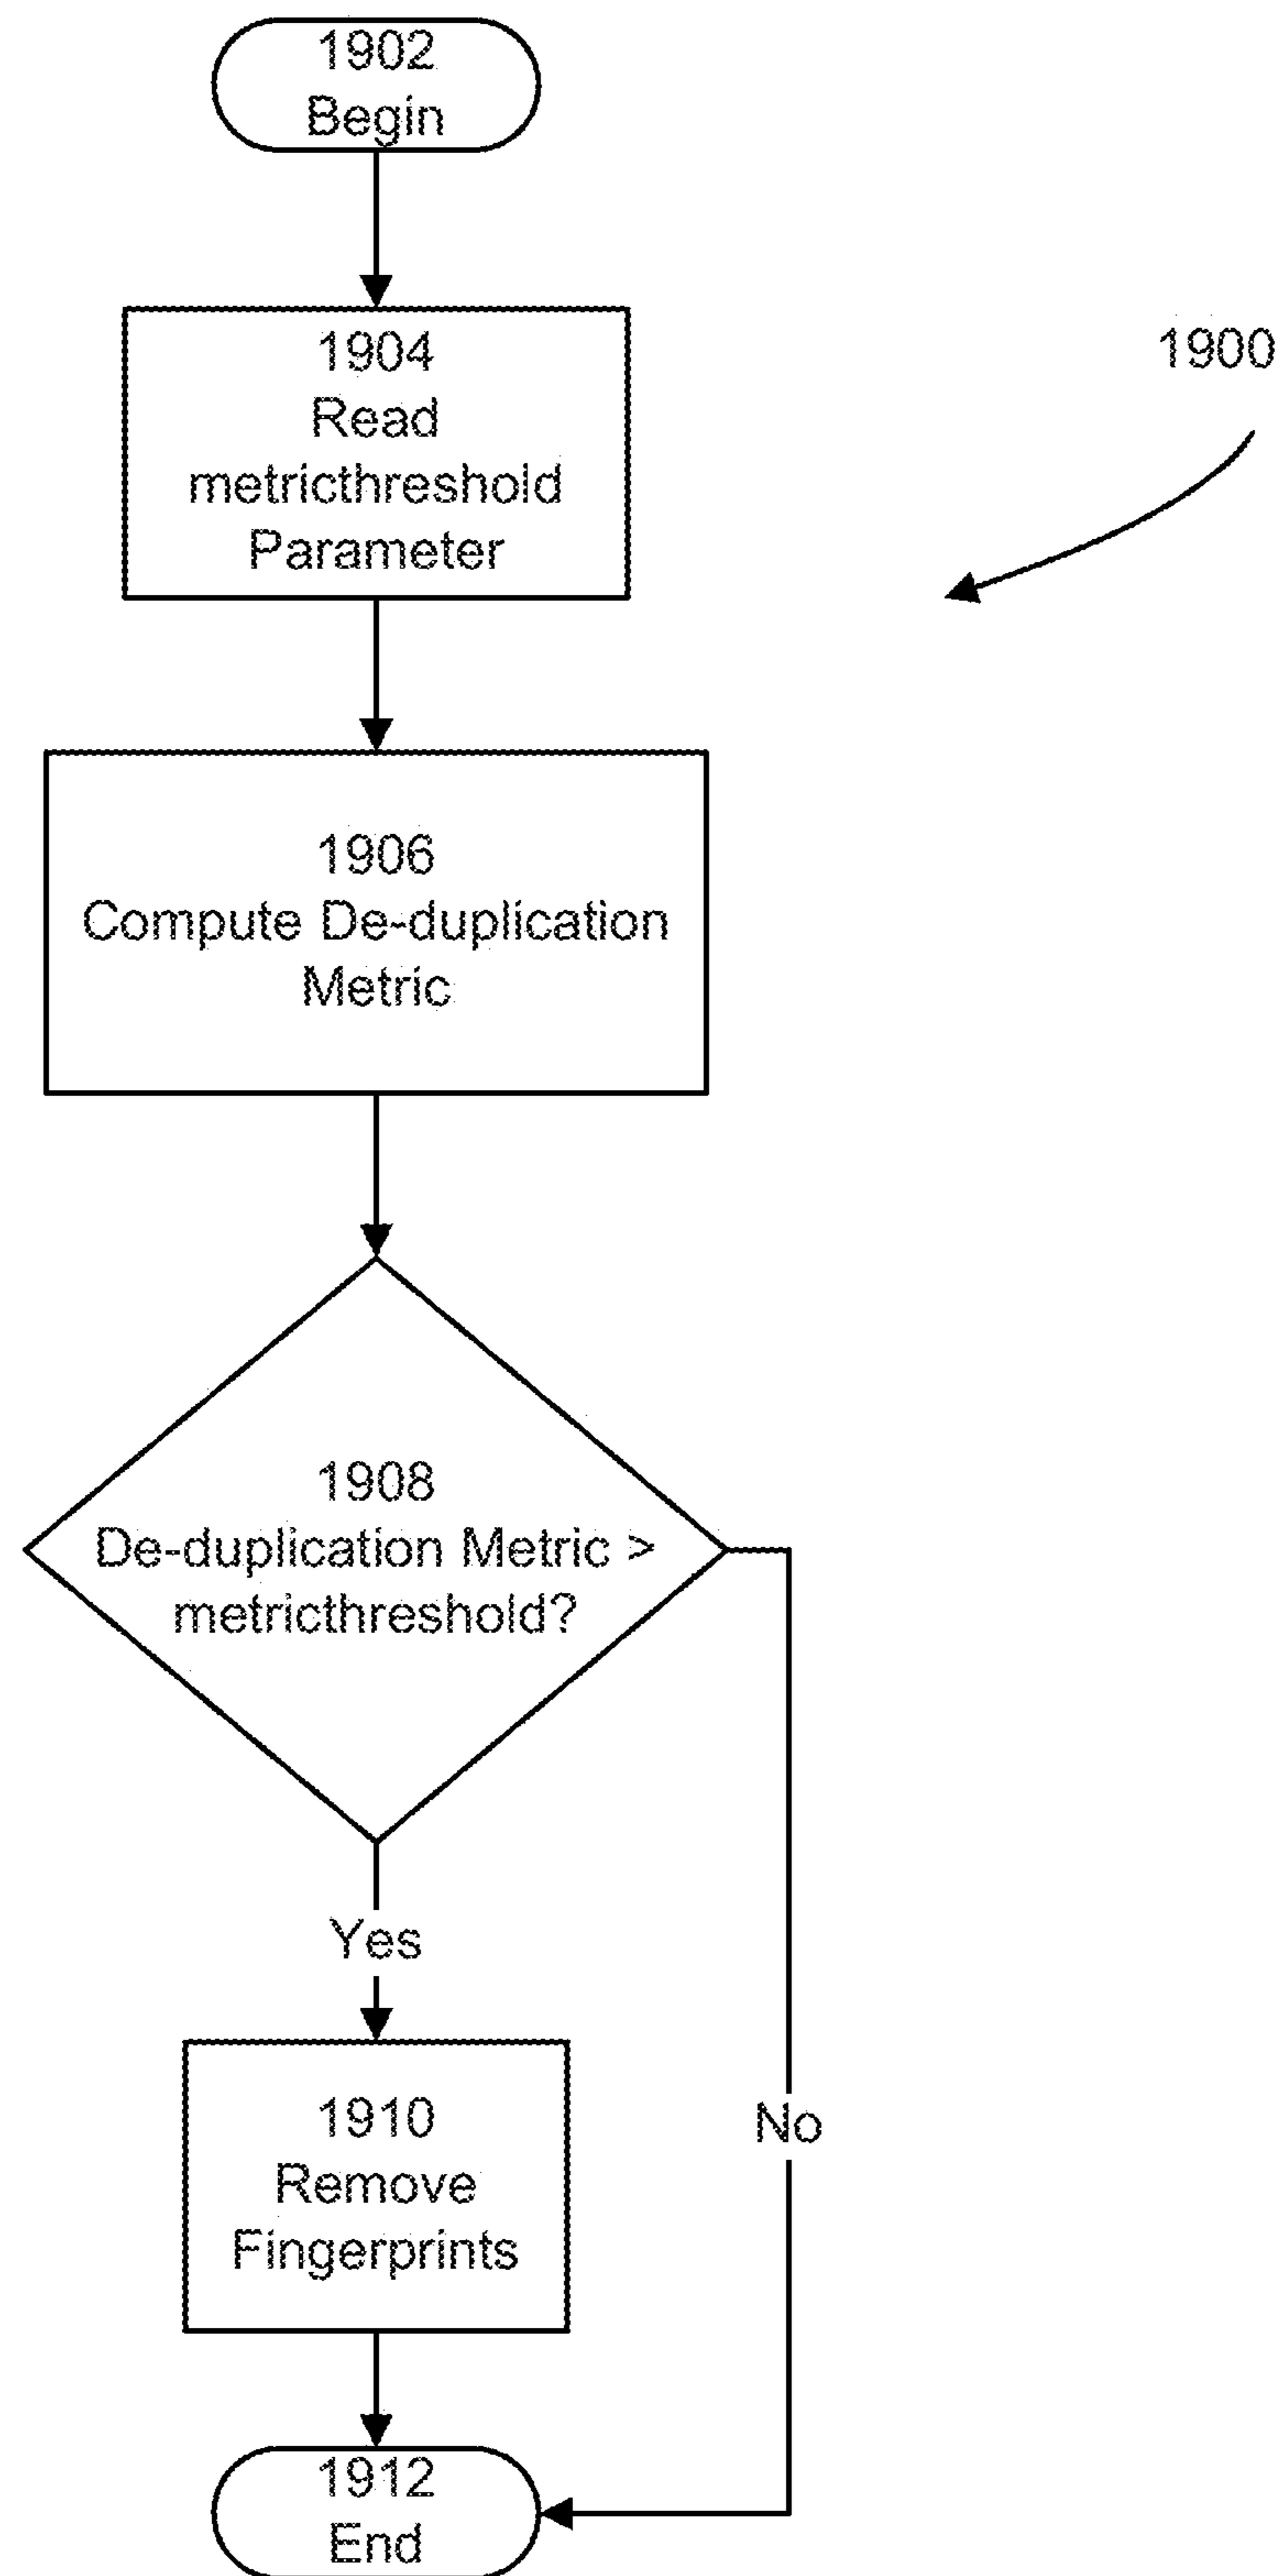 1902
Begin
1904
Read
metricthreshold
Parameter
1900
1906
Compute De-duplication
Metric
1908
De-duplication Metric >
metricthreshold?
Yes
1910
Remove
Fingerprints
No
1912
End